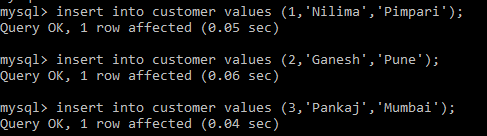 mysql> insert into customer values (1,'Nilima','Pimpari');
Query OK, 1 row affected (0.05 sec)
mysql> insert into customer values (2,'Ganesh','Pune');
Query OK, 1 row affected (0.06 sec)
mysql> insert into customer values (3,'Pankaj','Mumbai');
Query OK, 1 row affected (0.04 sec)